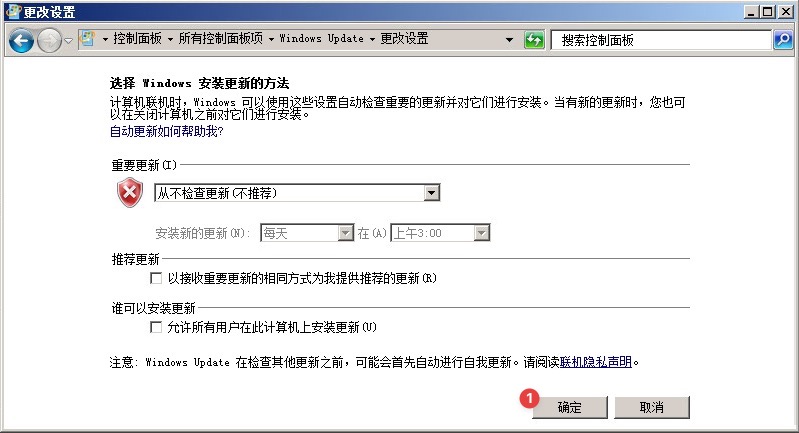 更改设置
控制面板 ▸ 所有控制面板项 ▸ Windows Update ▸ 更改设置
搜索控制面板
选择 Windows 安装更新的方法
计算机联机时，Windows 可以使用这些设置自动检查重要的更新并对它们进行安装。当有新的更新时，您也可
以在关闭计算机之前对它们进行安装。
自动更新如何帮助我?
重要更新(I)
从不检查更新(不推荐)
安装新的更新(N): 每天 在(A) 上午3:00
推荐更新
以接收重要更新的相同方式为我提供推荐的更新(R)
谁可以安装更新
允许所有用户在此计算机上安装更新(U)
注意: Windows Update 在检查其他更新之前，可能会首先自动进行自我更新。请阅读联机隐私声明。
1 确定 取消